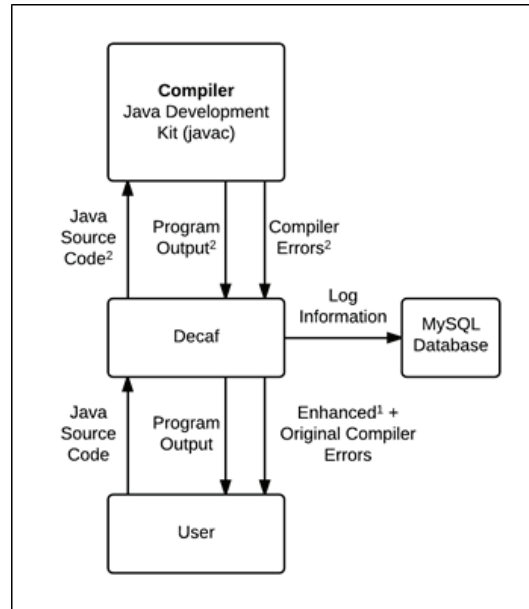 Compiler
Java Development
Kit (javac)
Java
Source
Code²
Program
Output²
Compiler
Errors²
Log
Information
Decaf
MySQL
Database
Java
Source
Code
Program
Output
Enhanced¹ +
Original Compiler
Errors
User